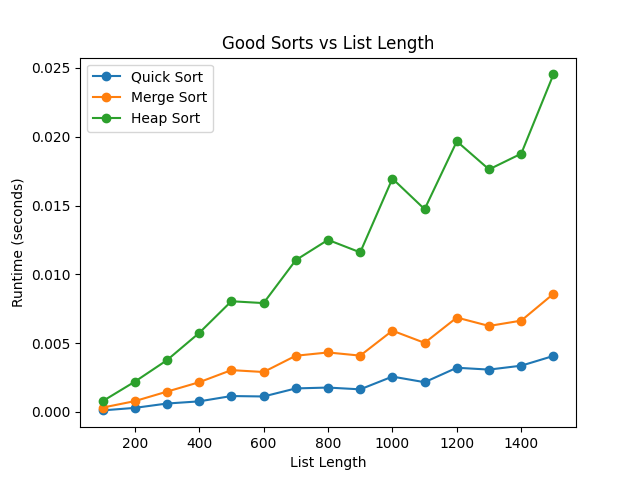 Good Sorts vs List Length
Quick Sort
Merge Sort
Heap Sort
0.025
0.020
0.015
0.010
0.005
0.000
Runtime (seconds)
200 400 600 800 1000 1200 1400
List Length